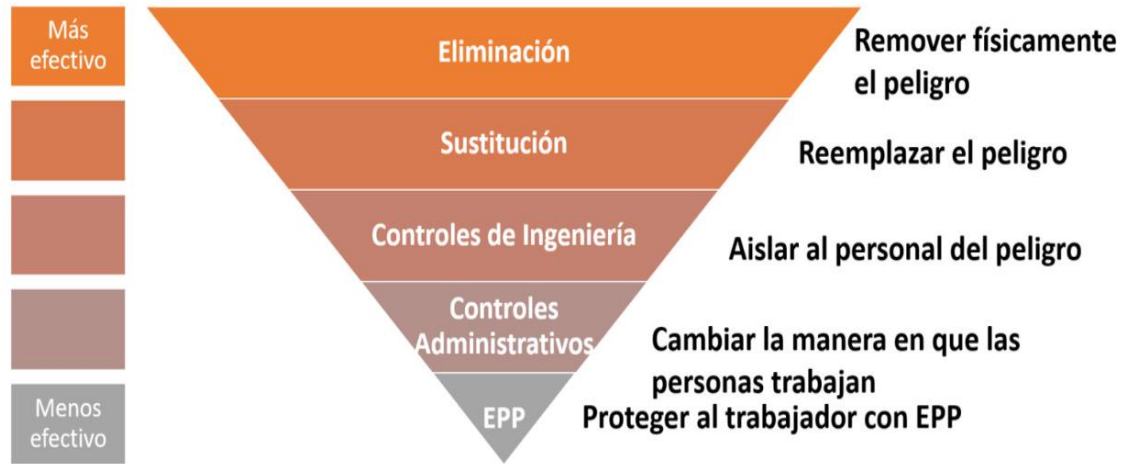 Más
efectivo
Eliminación
Remover físicamente
el peligro
Sustitución
Reemplazar el peligro
Controles de Ingeniería
Aislar al personal del peligro
Controles
Administrativos
Cambiar la manera en que las
personas trabajan
Menos
efectivo
EPP
Proteger al trabajador con EPP